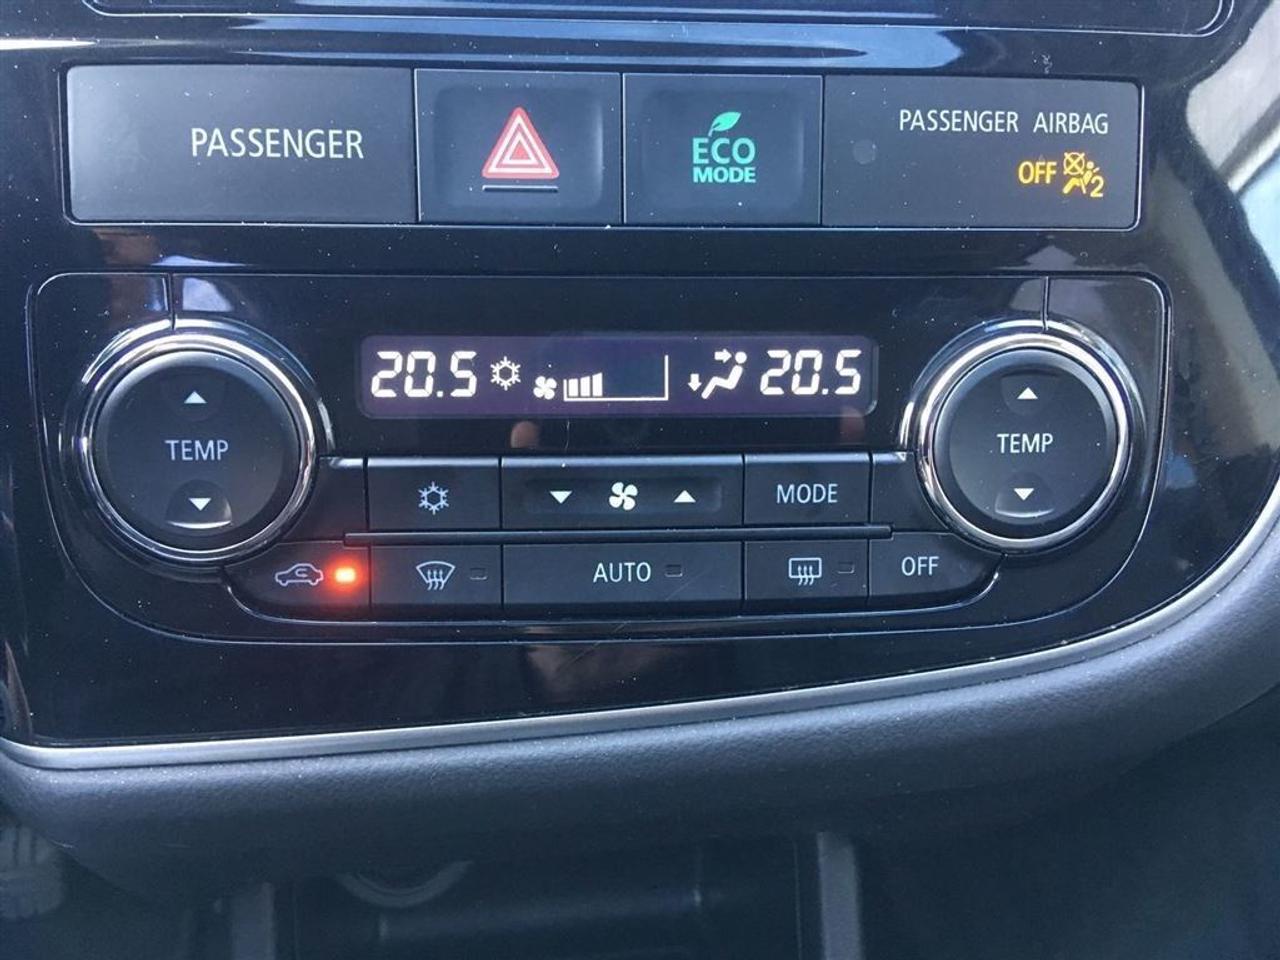 PASSENGER
ECO
MODE
PASSENGER AIRBAG
OFF 2
20.5 20.5
TEMP
TEMP
MODE
AUTO
OFF